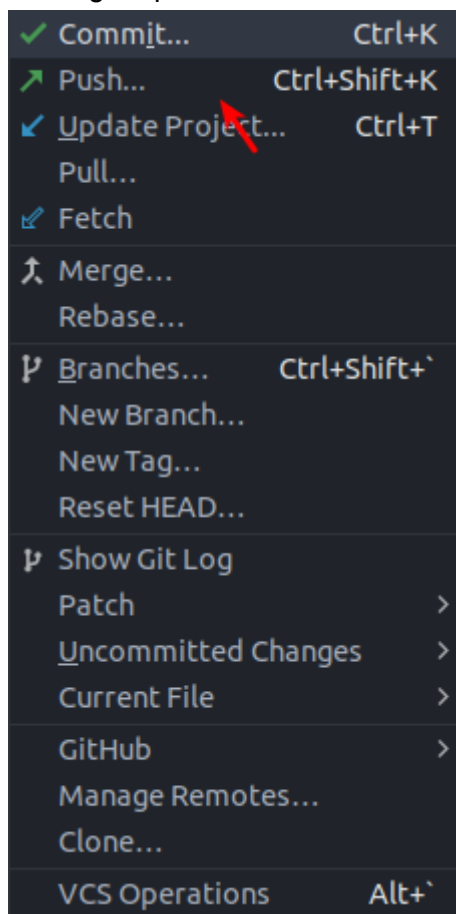 Commit... Ctrl+K
Push... Ctrl+Shift+K
Update Project... Ctrl+T
Pull...
Fetch
Merge...
Rebase...
Branches... Ctrl+Shift+`
New Branch...
New Tag...
Reset HEAD...
Show Git Log
Patch
Uncommitted Changes
Current File
GitHub
Manage Remotes...
Clone...
VCS Operations Alt+`